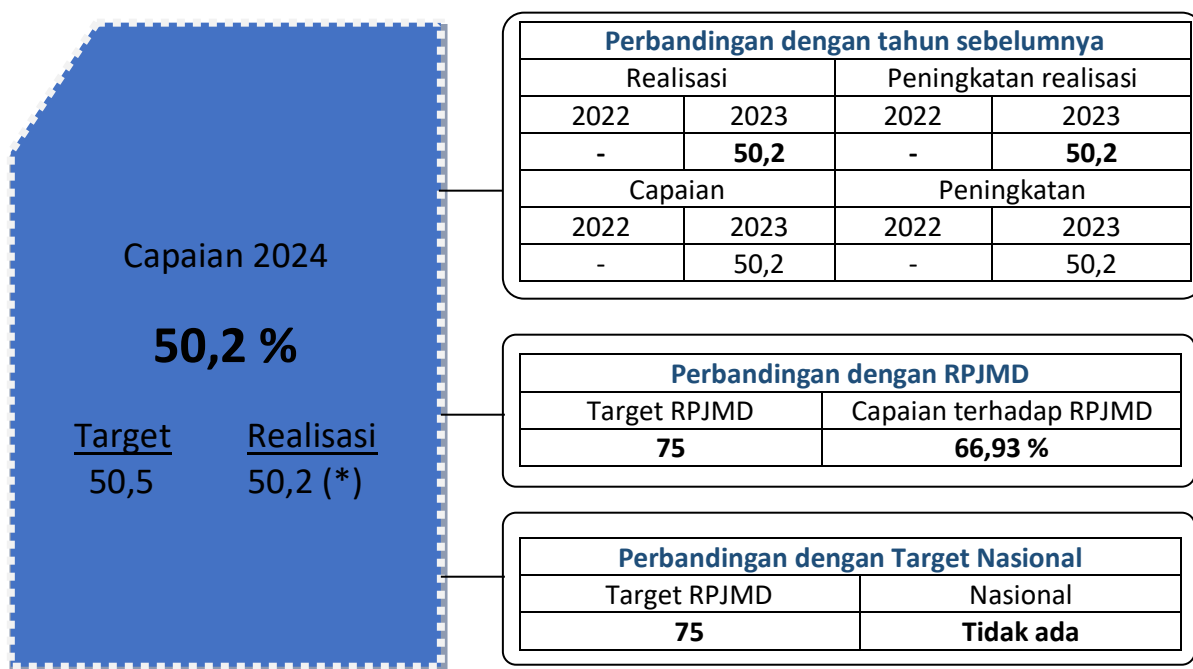 Capaian 2024
50,2 %
Target Realisasi
50,5 50,2 (*)
Perbandingan dengan tahun sebelumnya
Realisasi Peningkatan realisasi
2022 2023 2022 2023
- 50,2 - 50,2
Capaian Peningkatan
2022 2023 2022 2023
- 50,2 - 50,2
Perbandingan dengan RPJMD
Target RPJMD Capaian terhadap RPJMD
75 66,93 %
Perbandingan dengan Target Nasional
Target RPJMD Nasional
75 Tidak ada